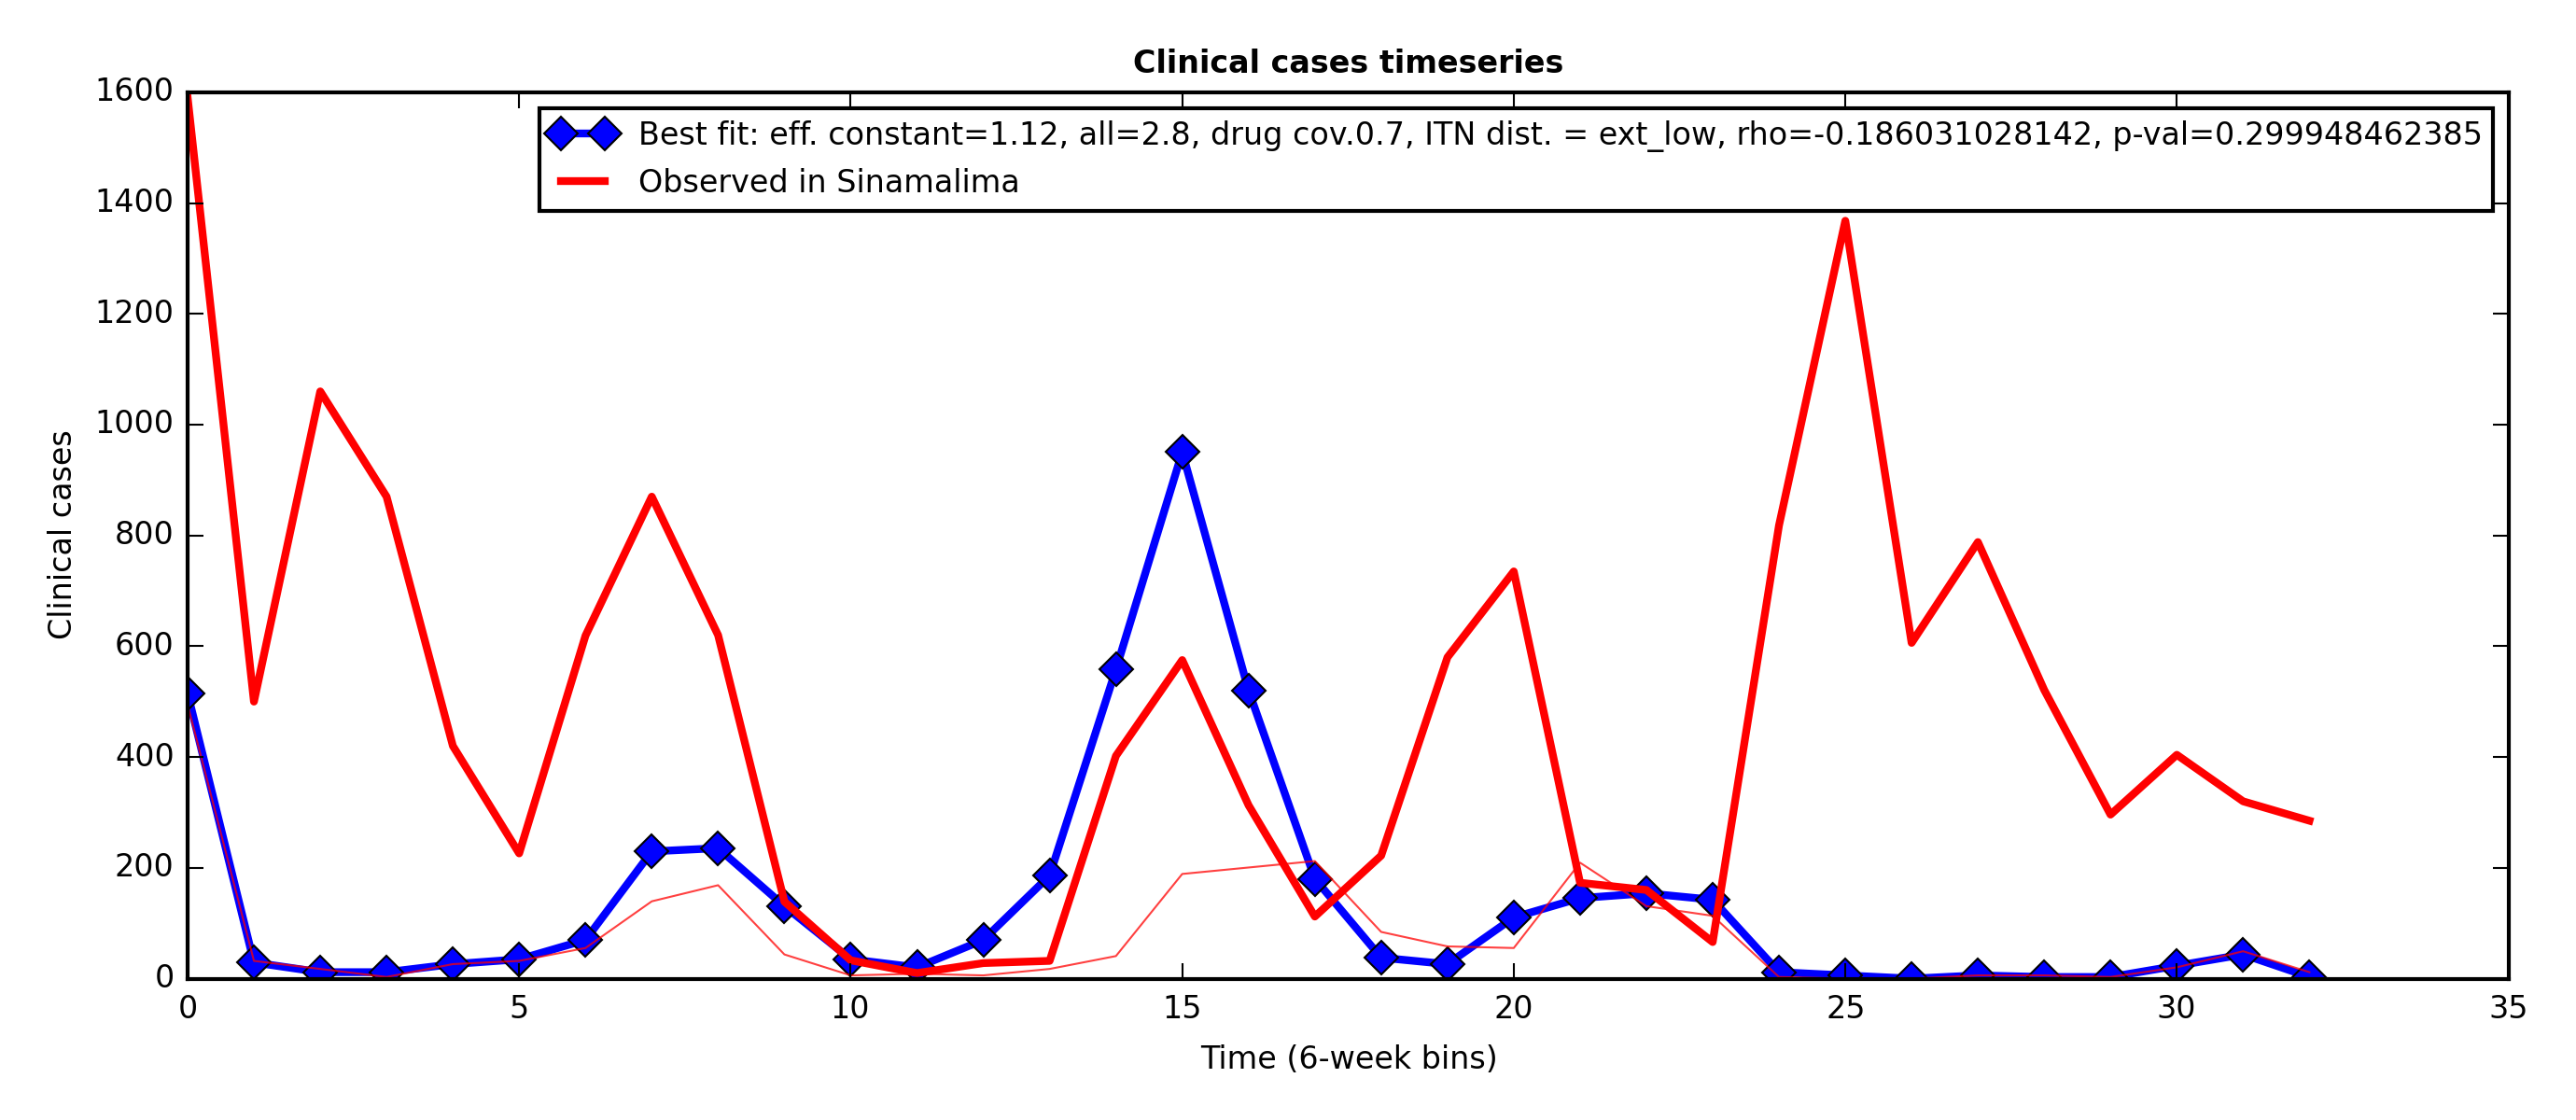 Clinical cases timeseries
Best fit: eff. constant=1.12, all=2.8, drug cov.0.7, ITN dist. = ext_low, rho=-0.186031028142, p-val=0.299948462385
Observed in Sinamalima
Clinical cases
1600
1400
1200
1000
800
600
400
200
0
0 5 10 15 20 25 30 35
Time (6-week bins)